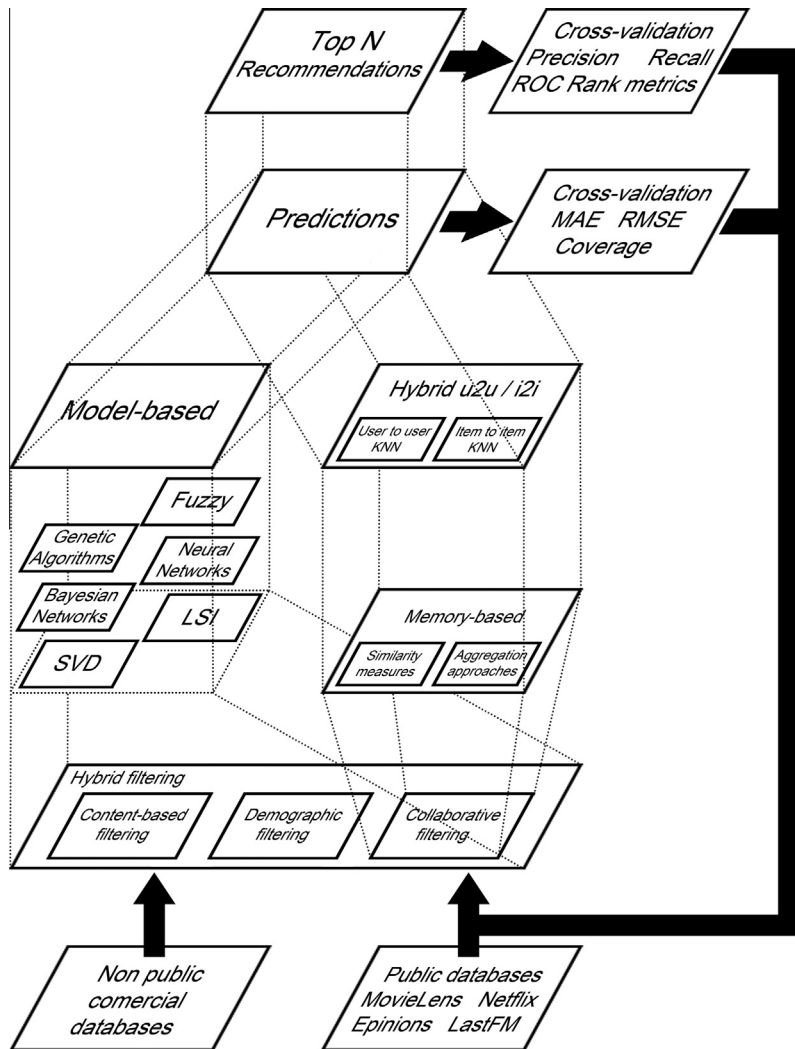 Top N
Recommendations
Cross-validation
Precision Recall
ROC Rank metrics
Predictions
Cross-validation
MAE RMSE
Coverage
Model-based
Hybrid u2u / i2i
User to user
KNN
Item to item
KNN
Fuzzy
Genetic
Algorithms
Neural
Networks
Bayesian
Networks
LSI
SVD
Memory-based
Similarity
measures
Aggregation
approaches
Hybrid filtering
Content-based
filtering
Demographic
filtering
Collaborative
filtering
Non public
comercial
databases
Public databases
MovieLens Netflix
Epinions LastFM